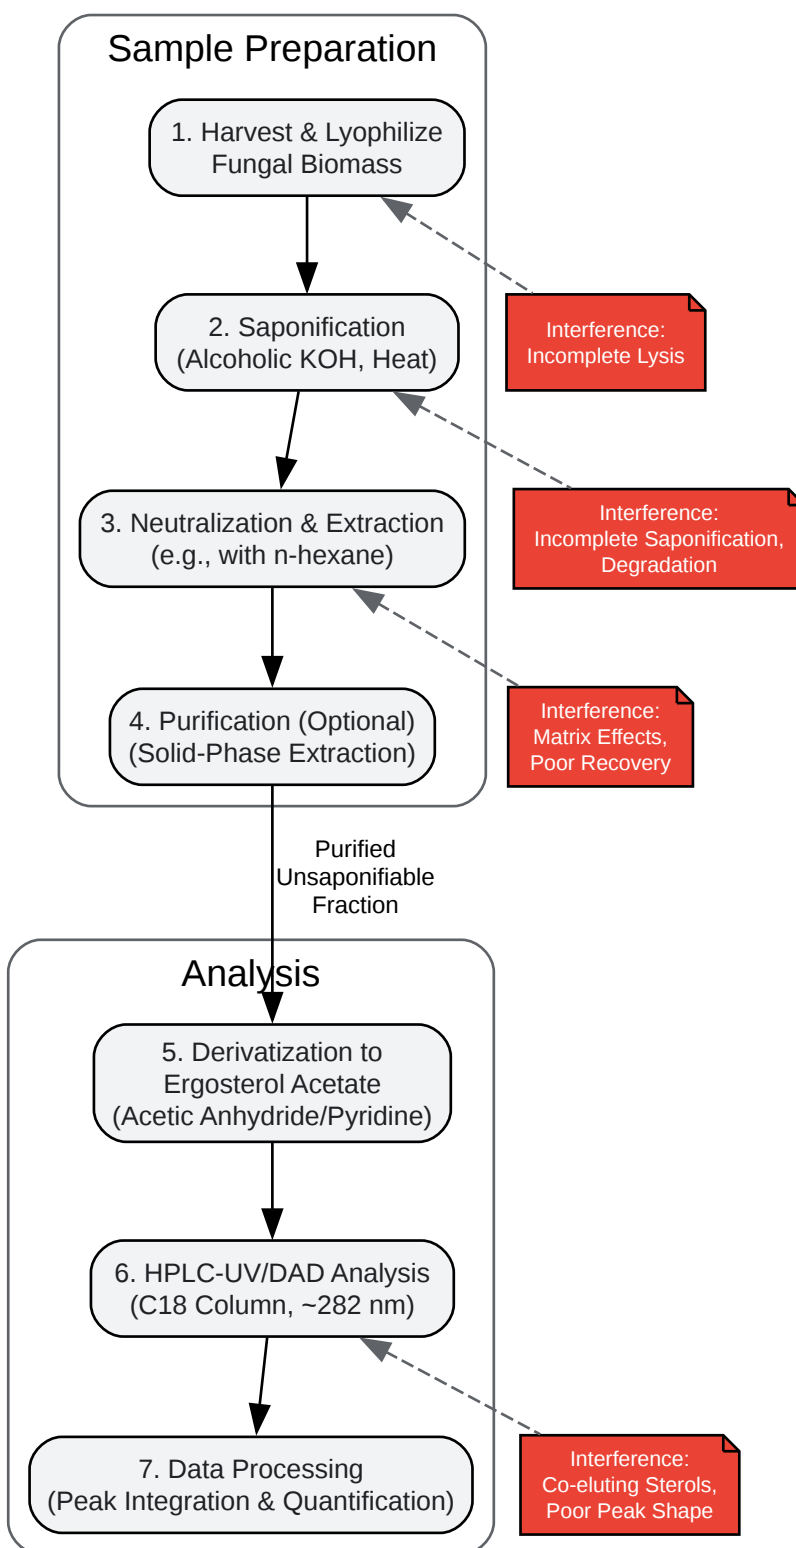 Sample Preparation
1. Harvest & Lyophilize
Fungal Biomass
Interference:
Incomplete Lysis
2. Saponification
(Alcoholic KOH, Heat)
Interference:
Incomplete Saponification,
Degradation
3. Neutralization & Extraction
(e.g., with n-hexane)
Interference:
Matrix Effects,
Poor Recovery
4. Purification (Optional)
(Solid-Phase Extraction)
Purified
Unsaponifiable
Fraction
Analysis
5. Derivatization to
Ergosterol Acetate
(Acetic Anhydride/Pyridine)
6. HPLC-UV/DAD Analysis
(C18 Column, ~282 nm)
Interference:
Co-eluting Sterols,
Poor Peak Shape
7. Data Processing
(Peak Integration & Quantification)